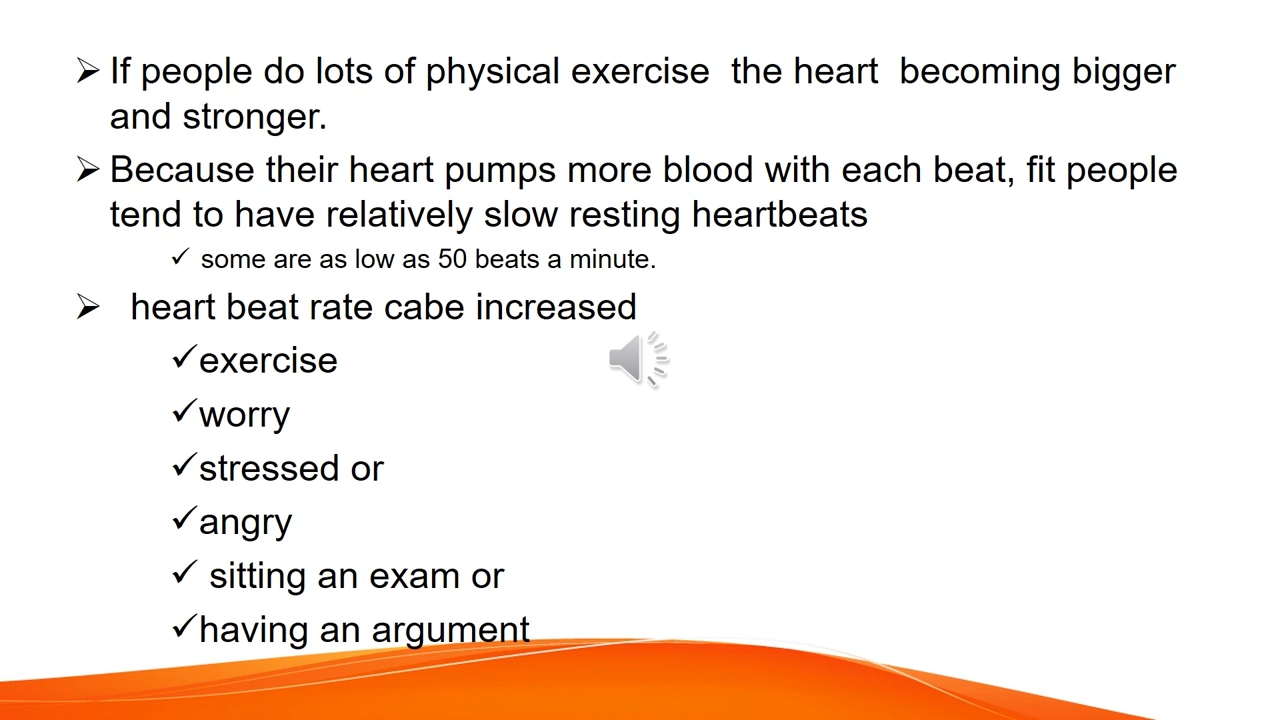 If people do lots of physical exercise  the heart  becoming bigger
and stronger.
Because their heart pumps more blood with each beat, fit people
tend to have relatively slow resting heartbeats
some are as low as 50 beats a minute.
heart beat rate cabe increased
exercise
worry
stressed or
angry
sitting an exam or
having an argument